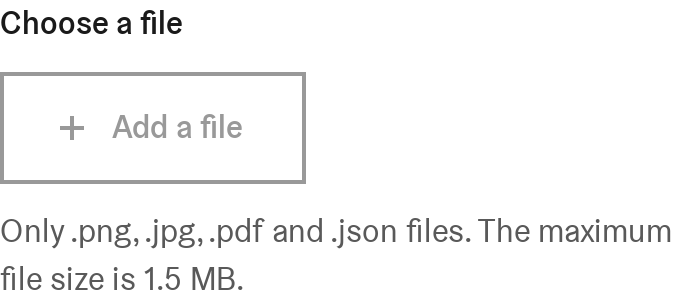 Choose a file
+ Add a file
Only .png, .jpg, .pdf and .json files. The maximum
file size is 1.5 MB.